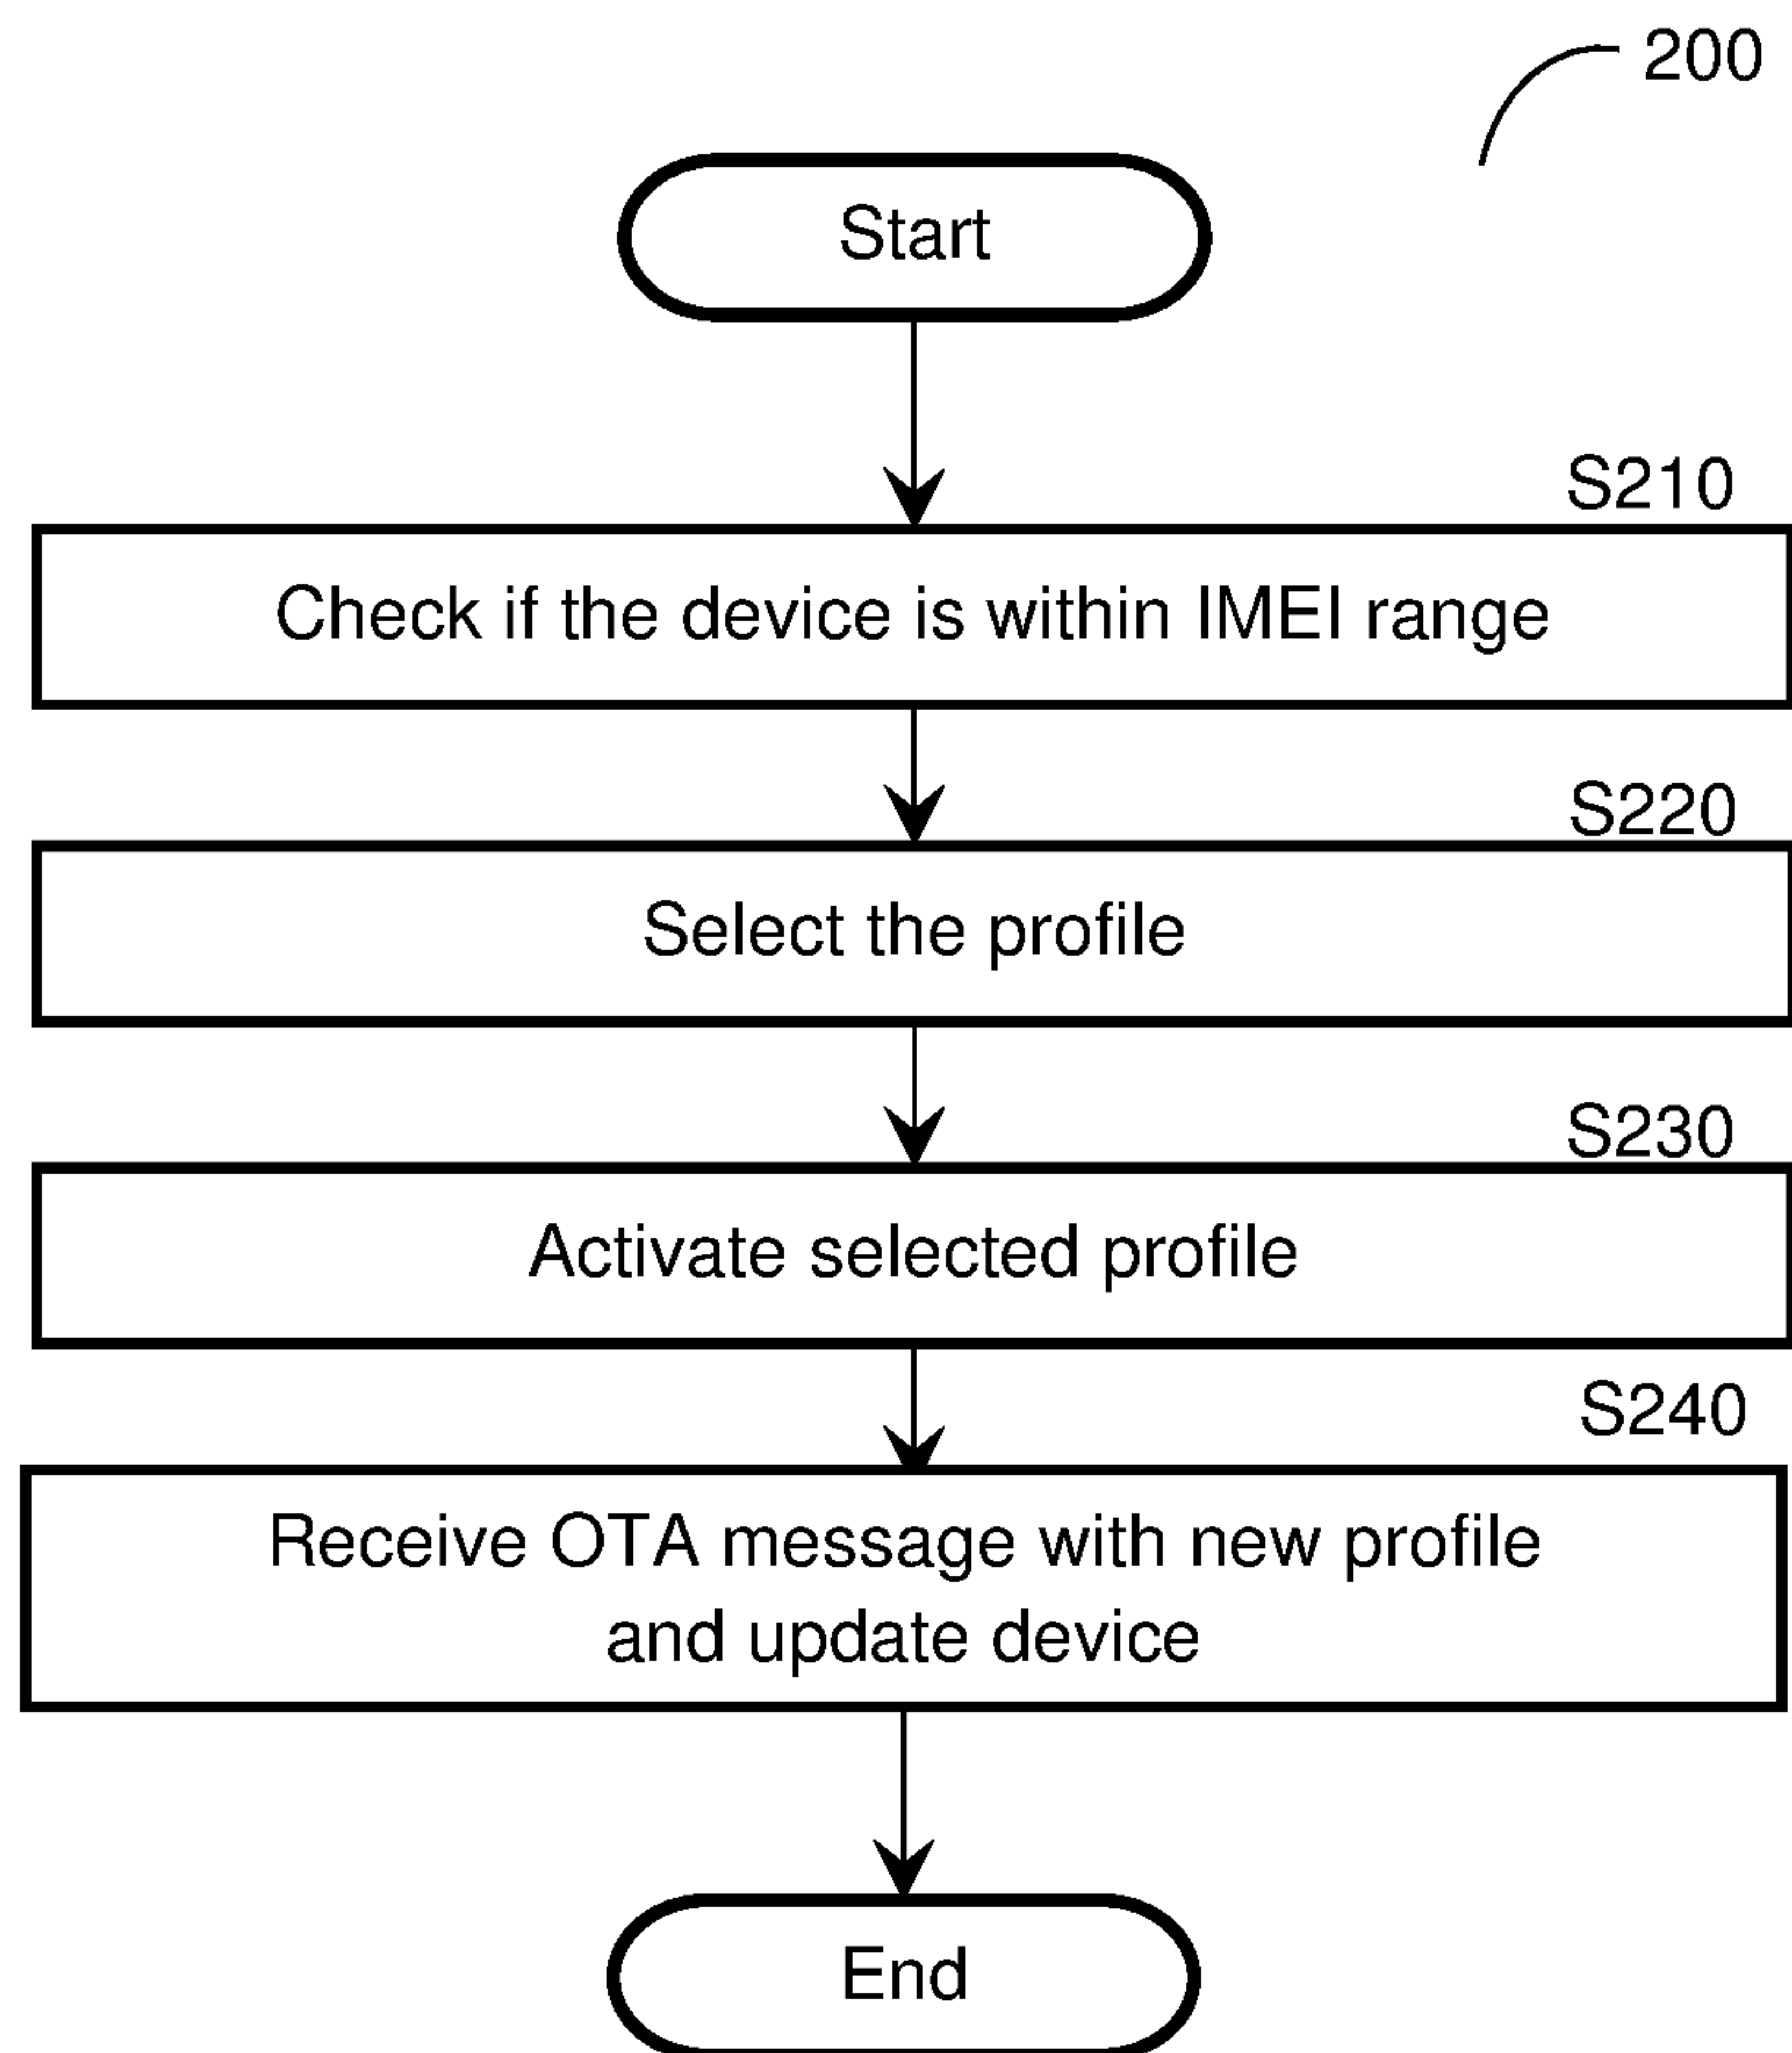 200
Start
S210
Check if the device is within IMEI range
S220
Select the profile
S230
Activate selected profile
S240
Receive OTA message with new profile
and update device
End